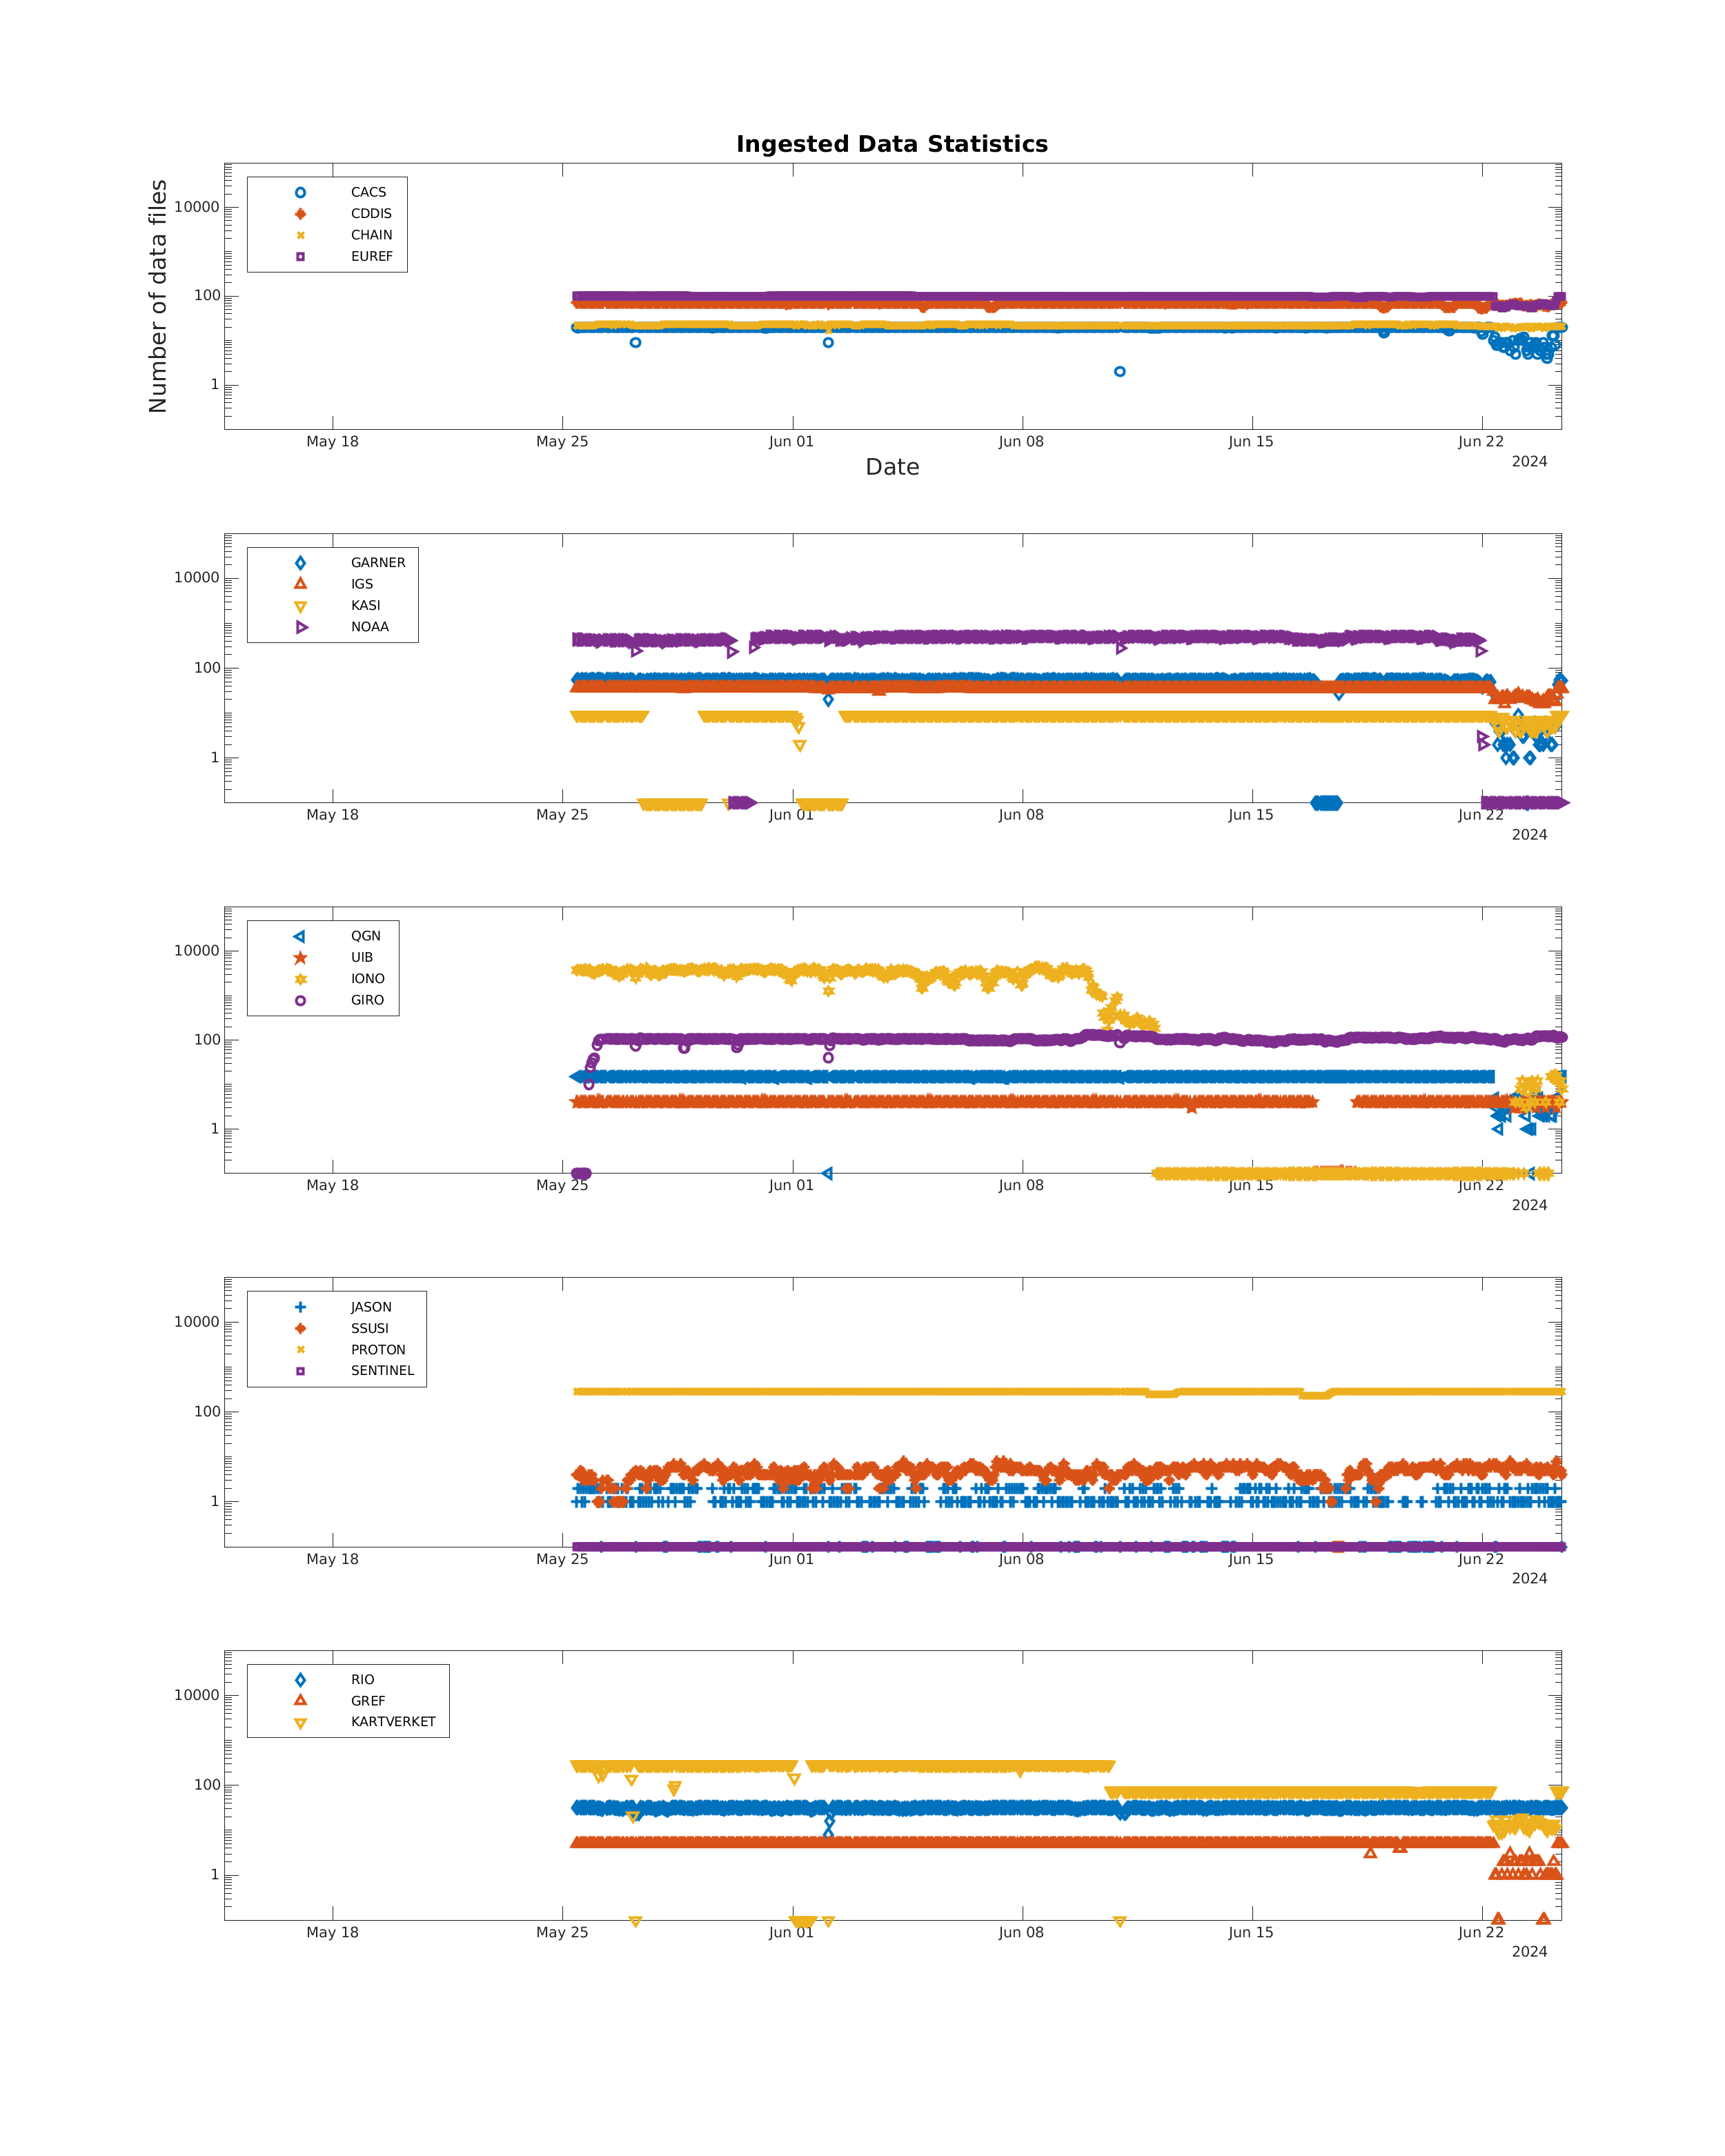 Ingested Data Statistics
Number of data files
CACS
CDDIS
CHAIN
EUREF
10000
100
1
May 18 May 25 Jun 01 Jun 08 Jun 15 Jun 22
2024
Date
GARNER
IGS
KASI
NOAA
10000
100
1
May 18 May 25 Jun 01 Jun 08 Jun 15 Jun 22
2024
QGN
UIB
IONO
GIRO
10000
100
1
May 18 May 25 Jun 01 Jun 08 Jun 15 Jun 22
2024
JASON
SSUSI
PROTON
SENTINEL
10000
100
1
May 18 May 25 Jun 01 Jun 08 Jun 15 Jun 22
2024
RIO
GREF
KARTVERKET
10000
100
1
May 18 May 25 Jun 01 Jun 08 Jun 15 Jun 22
2024